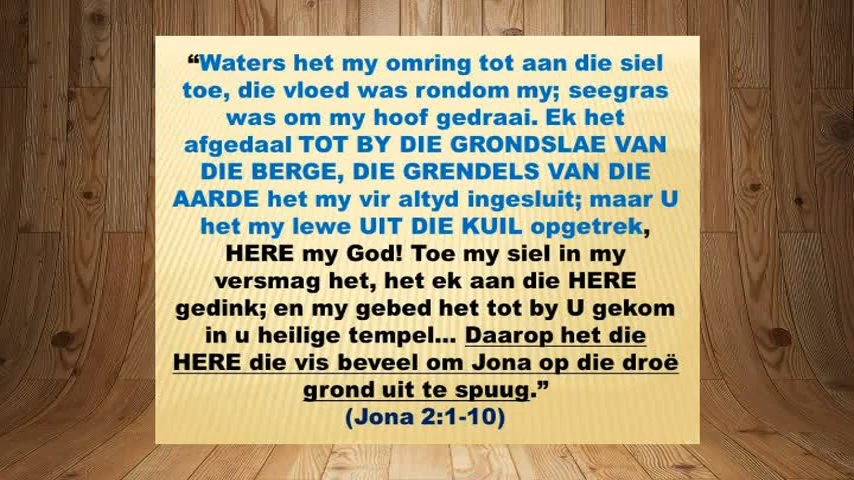 “Waters het my omring tot aan die siel
toe, die vloed was rondom my; seegras
was om my hoof gedraai. Ek het
afgedaal TOT BY DIE GRONDSLAE VAN
DIE BERGE, DIE GRENDELS VAN DIE
AARDE het my vir altyd ingesluit; maar U
het my lewe UIT DIE KUIL opgetrek,
HERE my God! Toe my siel in my
versmag het, het ek aan die HERE
gedink; en my gebed het tot by U gekom
in u heilige tempel... Daarop het die
HERE die vis beveel om Jona op die droë
grond uit te spuug.”
(Jona 2:1-10)